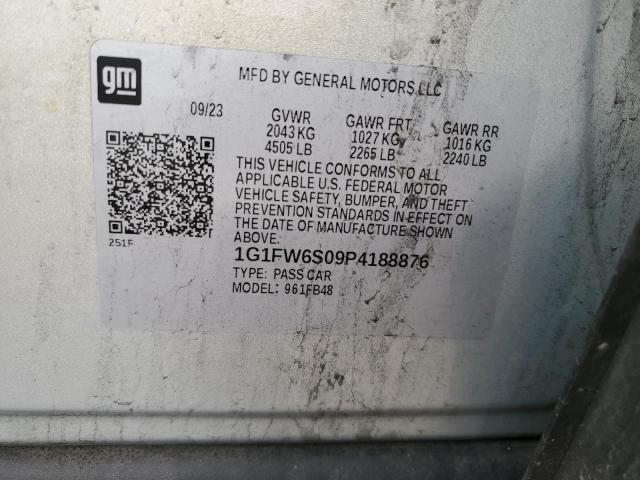 gm
MFD BY GENERAL MOTORS LLC
09/23 GVWR GAWR FRT GAWR RR
2043 KG 1027 KG 1016 KG
4505 LB 2265 LB 2240 LB
THIS VEHICLE CONFORMS TO ALL
APPLICABLE U.S. FEDERAL MOTOR
VEHICLE SAFETY, BUMPER, AND THEFT
PREVENTION STANDARDS IN EFFECT ON
THE DATE OF MANUFACTURE SHOWN
ABOVE.
251F
1G1FW6S09P4188876
TYPE: PASS CAR
MODEL: 961FB48